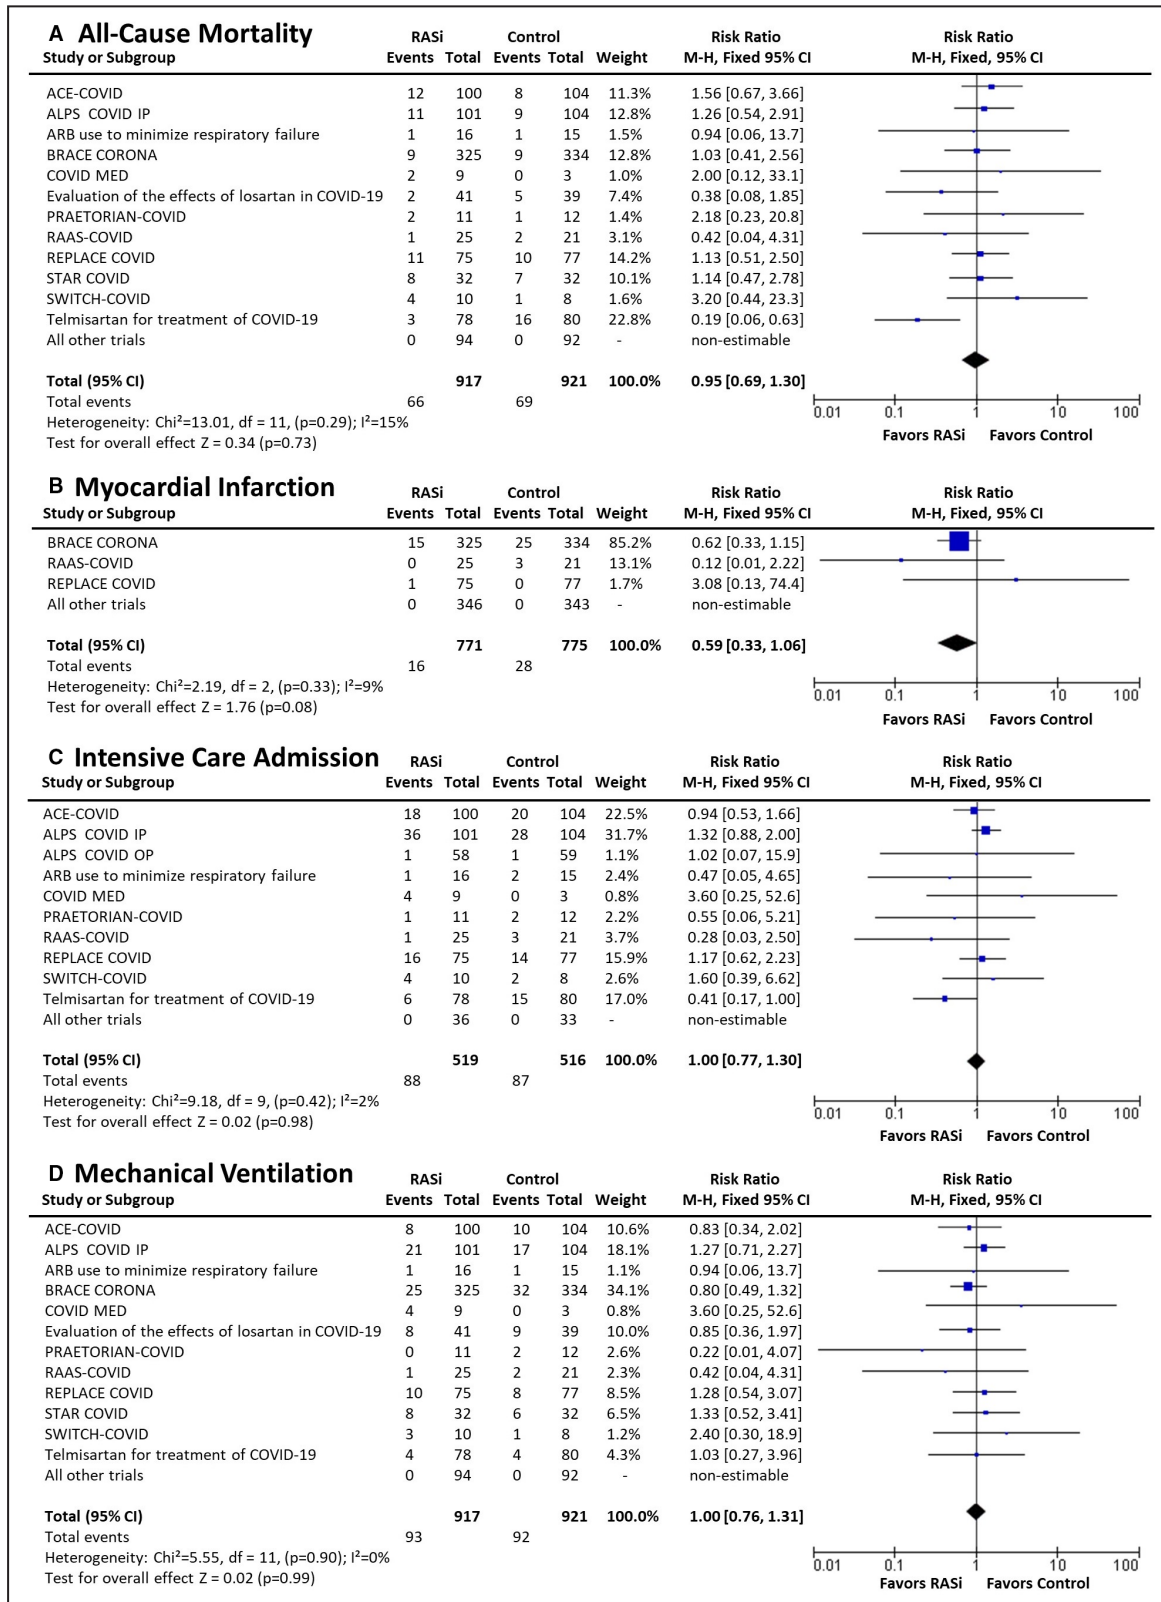 A All-Cause Mortality
RASi Control Risk Ratio Risk Ratio
Study or Subgroup Events Total Events Total Weight M-H, Fixed 95% CI M-H, Fixed, 95% CI
ACE-COVID 12 100 8 104 11.3% 1.56 [0.67, 3.66]
ALPS COVID IP 11 101 9 104 12.8% 1.26 [0.54, 2.91]
ARB use to minimize respiratory failure 1 16 1 15 1.5% 0.94 [0.06, 13.7]
BRACE CORONA 9 325 9 334 12.8% 1.03 [0.41, 2.56]
COVID MED 2 9 0 3 1.0% 2.00 [0.12, 33.1]
Evaluation of the effects of losartan in COVID-19 2 41 5 39 7.4% 0.38 [0.08, 1.85]
PRAETORIAN-COVID 2 11 1 12 1.4% 2.18 [0.23, 20.8]
RAAS-COVID 1 25 2 21 3.1% 0.42 [0.04, 4.31]
REPLACE COVID 11 75 10 77 14.2% 1.13 [0.51, 2.50]
STAR COVID 8 32 7 32 10.1% 1.14 [0.47, 2.78]
SWITCH-COVID 4 10 1 8 1.6% 3.20 [0.44, 23.3]
Telmisartan for treatment of COVID-19 3 78 16 80 22.8% 0.19 [0.06, 0.63]
All other trials 0 94 0 92 - non-estimable
Total (95% CI) 917 921 100.0% 0.95 [0.69, 1.30]
Total events 66 69
0.01 0.1 1 10 100
Heterogeneity: Chi²=13.01, df = 11, (p=0.29); I²=15%
Favors RASi Favors Control
Test for overall effect Z = 0.34 (p=0.73)
B Myocardial Infarction
RASi Control Risk Ratio Risk Ratio
Study or Subgroup Events Total Events Total Weight M-H, Fixed 95% CI M-H, Fixed, 95% CI
BRACE CORONA 15 325 25 334 85.2% 0.62 [0.33, 1.15]
RAAS-COVID 0 25 3 21 13.1% 0.12 [0.01, 2.22]
REPLACE COVID 1 75 0 77 1.7% 3.08 [0.13, 74.4]
All other trials 0 346 0 343 - non-estimable
Total (95% CI) 771 775 100.0% 0.59 [0.33, 1.06]
Total events 16 28
Heterogeneity: Chi²=2.19, df = 2, (p=0.33); I²=9%
0.01 0.1 1 10 100
Test for overall effect Z = 1.76 (p=0.08)
Favors RASi Favors Control
C Intensive Care Admission
RASi Control Risk Ratio Risk Ratio
Study or Subgroup Events Total Events Total Weight M-H, Fixed 95% CI M-H, Fixed, 95% CI
ACE-COVID 18 100 20 104 22.5% 0.94 [0.53, 1.66]
ALPS COVID IP 36 101 28 104 31.7% 1.32 [0.88, 2.00]
ALPS COVID OP 1 58 1 59 1.1% 1.02 [0.07, 15.9]
ARB use to minimize respiratory failure 1 16 2 15 2.4% 0.47 [0.05, 4.65]
COVID MED 4 9 0 3 0.8% 3.60 [0.25, 52.6]
PRAETORIAN-COVID 1 11 2 12 2.2% 0.55 [0.06, 5.21]
RAAS-COVID 1 25 3 21 3.7% 0.28 [0.03, 2.50]
REPLACE COVID 16 75 14 77 15.9% 1.17 [0.62, 2.23]
SWITCH-COVID 4 10 2 8 2.6% 1.60 [0.39, 6.62]
Telmisartan for treatment of COVID-19 6 78 15 80 17.0% 0.41 [0.17, 1.00]
All other trials 0 36 0 33 - non-estimable
Total (95% CI) 519 516 100.0% 1.00 [0.77, 1.30]
Total events 88 87
Heterogeneity: Chi²=9.18, df = 9, (p=0.42); I²=2%
0.01 0.1 1 10 100
Test for overall effect Z = 0.02 (p=0.98)
Favors RASi Favors Control
D Mechanical Ventilation
RASi Control Risk Ratio Risk Ratio
Study or Subgroup Events Total Events Total Weight M-H, Fixed 95% CI M-H, Fixed, 95% CI
ACE-COVID 8 100 10 104 10.6% 0.83 [0.34, 2.02]
ALPS COVID IP 21 101 17 104 18.1% 1.27 [0.71, 2.27]
ARB use to minimize respiratory failure 1 16 1 15 1.1% 0.94 [0.06, 13.7]
BRACE CORONA 25 325 32 334 34.1% 0.80 [0.49, 1.32]
COVID MED 4 9 0 3 0.8% 3.60 [0.25, 52.6]
Evaluation of the effects of losartan in COVID-19 8 41 9 39 10.0% 0.85 [0.36, 1.97]
PRAETORIAN-COVID 0 11 2 12 2.6% 0.22 [0.01, 4.07]
RAAS-COVID 1 25 2 21 2.3% 0.42 [0.04, 4.31]
REPLACE COVID 10 75 8 77 8.5% 1.28 [0.54, 3.07]
STAR COVID 8 32 6 32 6.5% 1.33 [0.52, 3.41]
SWITCH-COVID 3 10 1 8 1.2% 2.40 [0.30, 18.9]
Telmisartan for treatment of COVID-19 4 78 4 80 4.3% 1.03 [0.27, 3.96]
All other trials 0 94 0 92 - non-estimable
Total (95% CI) 917 921 100.0% 1.00 [0.76, 1.31]
Total events 93 92
Heterogeneity: Chi²=5.55, df = 11, (p=0.90); I²=0%
0.01 0.1 1 10 100
Test for overall effect Z = 0.02 (p=0.99)
Favors RASi Favors Control